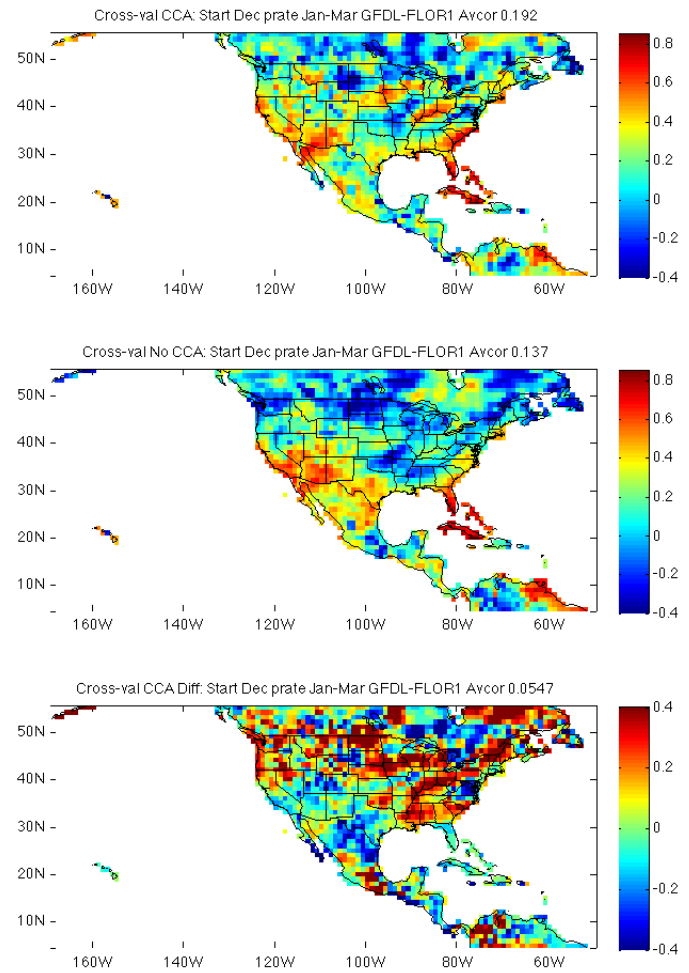 Cross-val CCA: Start Dec prate Jan-Mar GFDL-FLOR1 Avcor 0.192
50N
40N
30N
20N
10N
160W 140W 120W 100W 80W 60W
0.8
0.6
0.4
0.2
0
-0.2
-0.4
Cross-val No CCA: Start Dec prate Jan-Mar GFDL-FLOR1 Avcor 0.137
50N
40N
30N
20N
10N
160W 140W 120W 100W 80W 60W
0.8
0.6
0.4
0.2
0
-0.2
-0.4
Cross-val CCA Diff: Start Dec prate Jan-Mar GFDL-FLOR1 Avcor 0.0547
50N
40N
30N
20N
10N
160W 140W 120W 100W 80W 60W
0.4
0.2
0
-0.2
-0.4